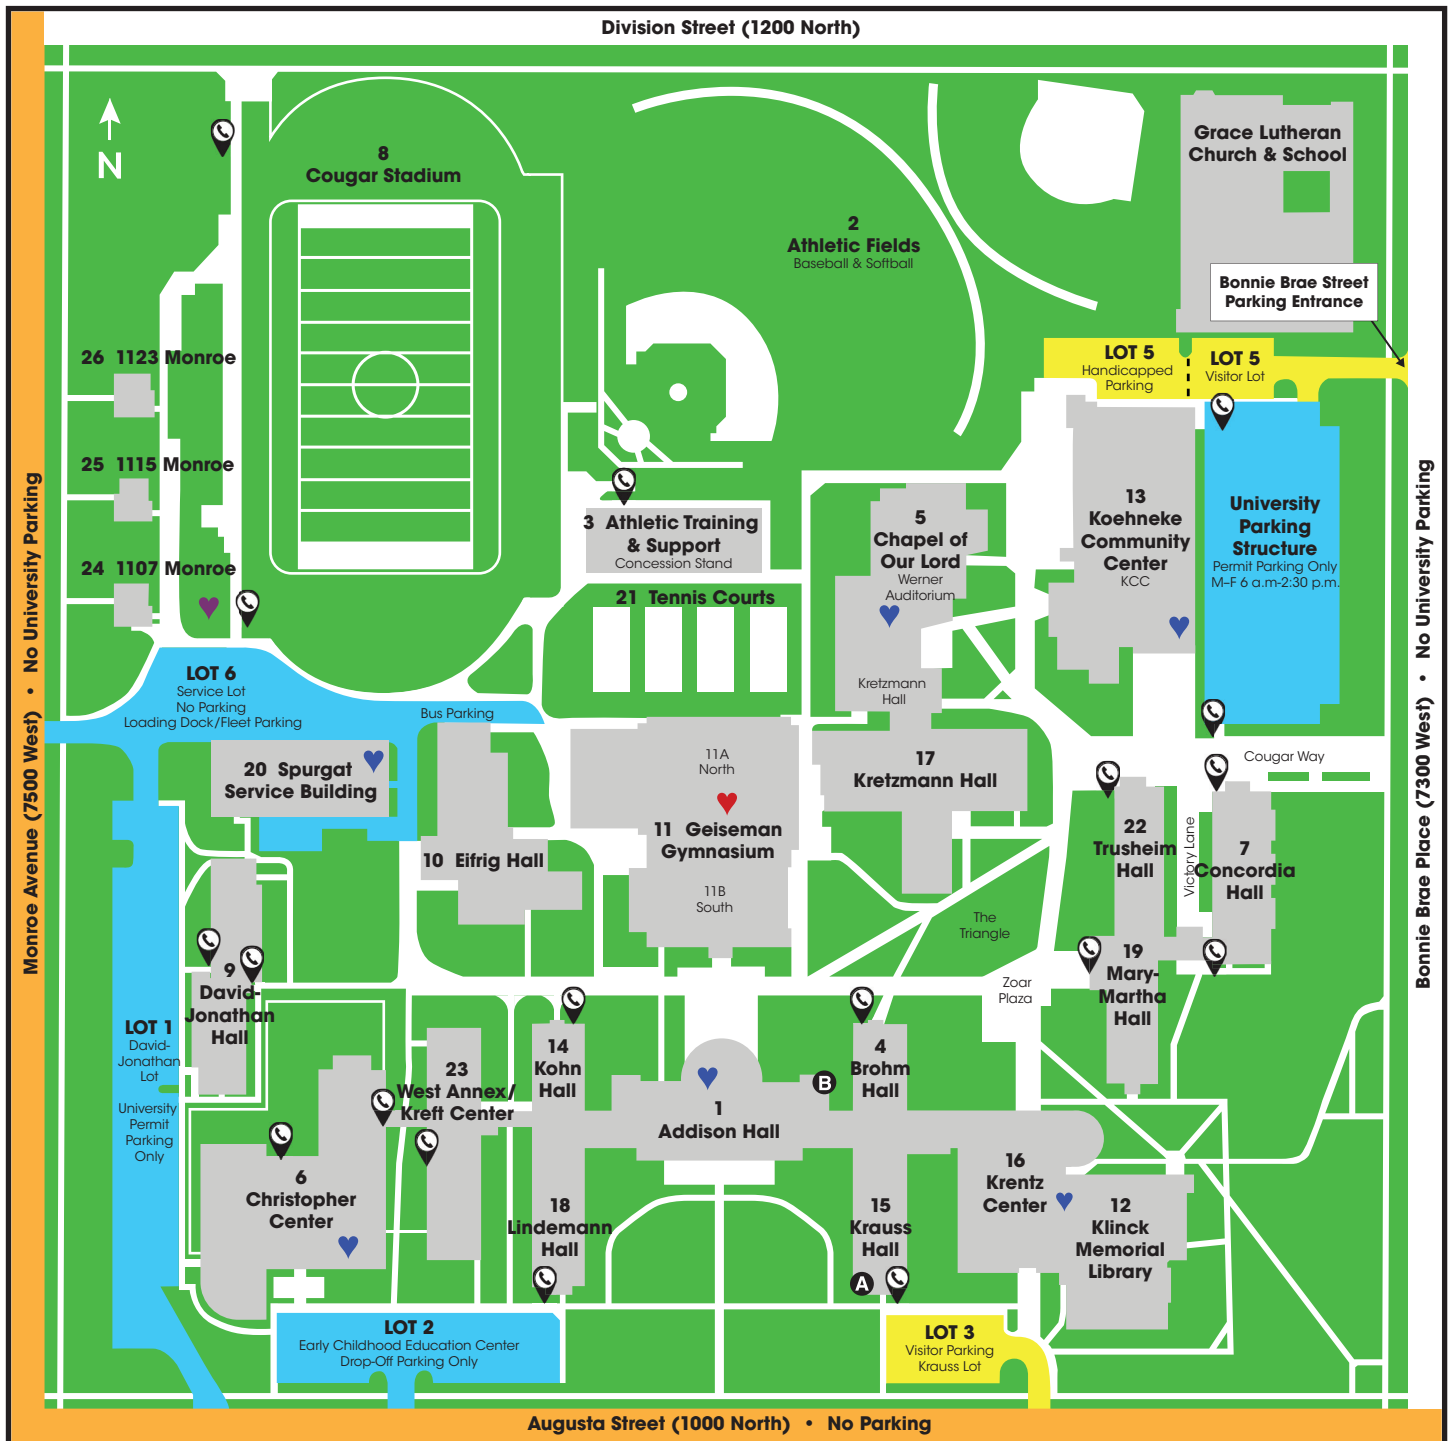 Division Street (1200 North)
N
8
Cougar Stadium
2
Athletic Fields
Baseball & Softball
Grace Lutheran
Church & School
Bonnie Brae Street
Parking Entrance
LOT 5
Handicapped
Parking
LOT 5
Visitor Lot
26 1123 Monroe
25 1115 Monroe
24 1107 Monroe
3 Athletic Training
& Support
Concession Stand
21 Tennis Courts
5
Chapel of
Our Lord
Werner
Auditorium
Kretzmann
Hall
13
Koehneke
Community
Center
KCC
University
Parking
Structure
Permit Parking Only
M–F 6 a.m-2:30 p.m.
Monroe Avenue (7500 West) • No University Parking
Bonnie Brae Place (7300 West) • No University Parking
LOT 6
Service Lot
No Parking
Loading Dock/Fleet Parking
Bus Parking
20 Spurgat
Service Building
10 Eifrig Hall
11A
North
11 Geiseman
Gymnasium
11B
South
17
Kretzmann Hall
Cougar Way
22
Trusheim
Hall
Victory Lane
7
Concordia
Hall
The
Triangle
Zoar
Plaza
19
Mary-
Martha
Hall
9
David-
Jonathan
Hall
LOT 1
David-
Jonathan
Lot
University
Permit
Parking
Only
23
West Annex/
Kreft Center
14
Kohn
Hall
4
Brohm
Hall
B
1
Addison Hall
6
Christopher
Center
18
Lindemann
Hall
15
Krauss
Hall
A
16
Krentz
Center
12
Klinck
Memorial
Library
LOT 2
Early Childhood Education Center
Drop-Off Parking Only
LOT 3
Visitor Parking
Krauss Lot
Augusta Street (1000 North) • No Parking